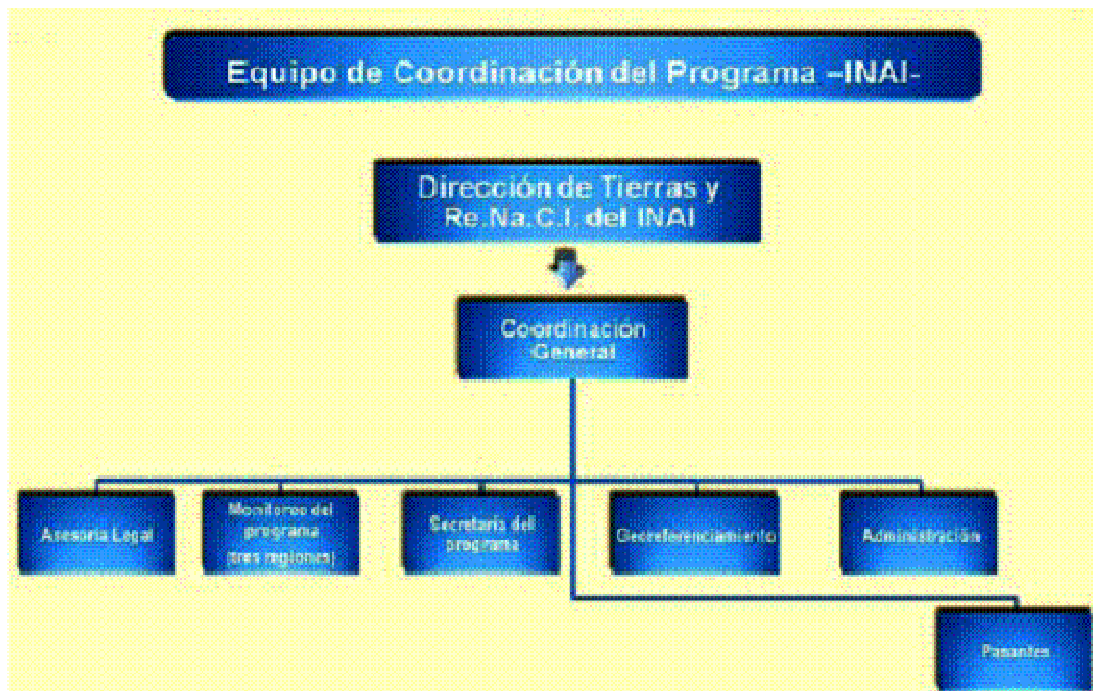 Equipo de Coordinación del Programa –INAI-
Dirección de Tierras y
Re.Na.C.I. del INAI
Coordinación
General
Asesoría Legal
Monitoreo del
programa
(tres regiones)
Secretaría del
programa
Georeferenciamiento
Administración
Pasantes